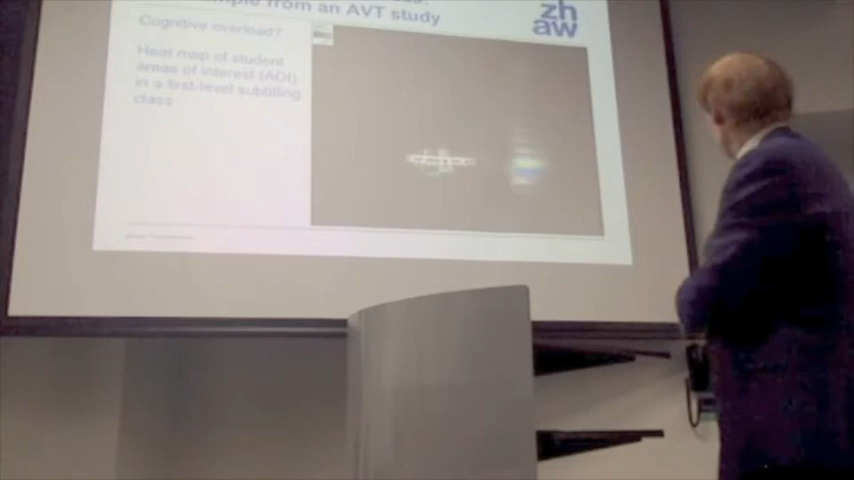 from an AVT study
zh
aw
Cognitive overload?
Heat map of student
areas of interest (AOI)
in a first-level subtitling
class